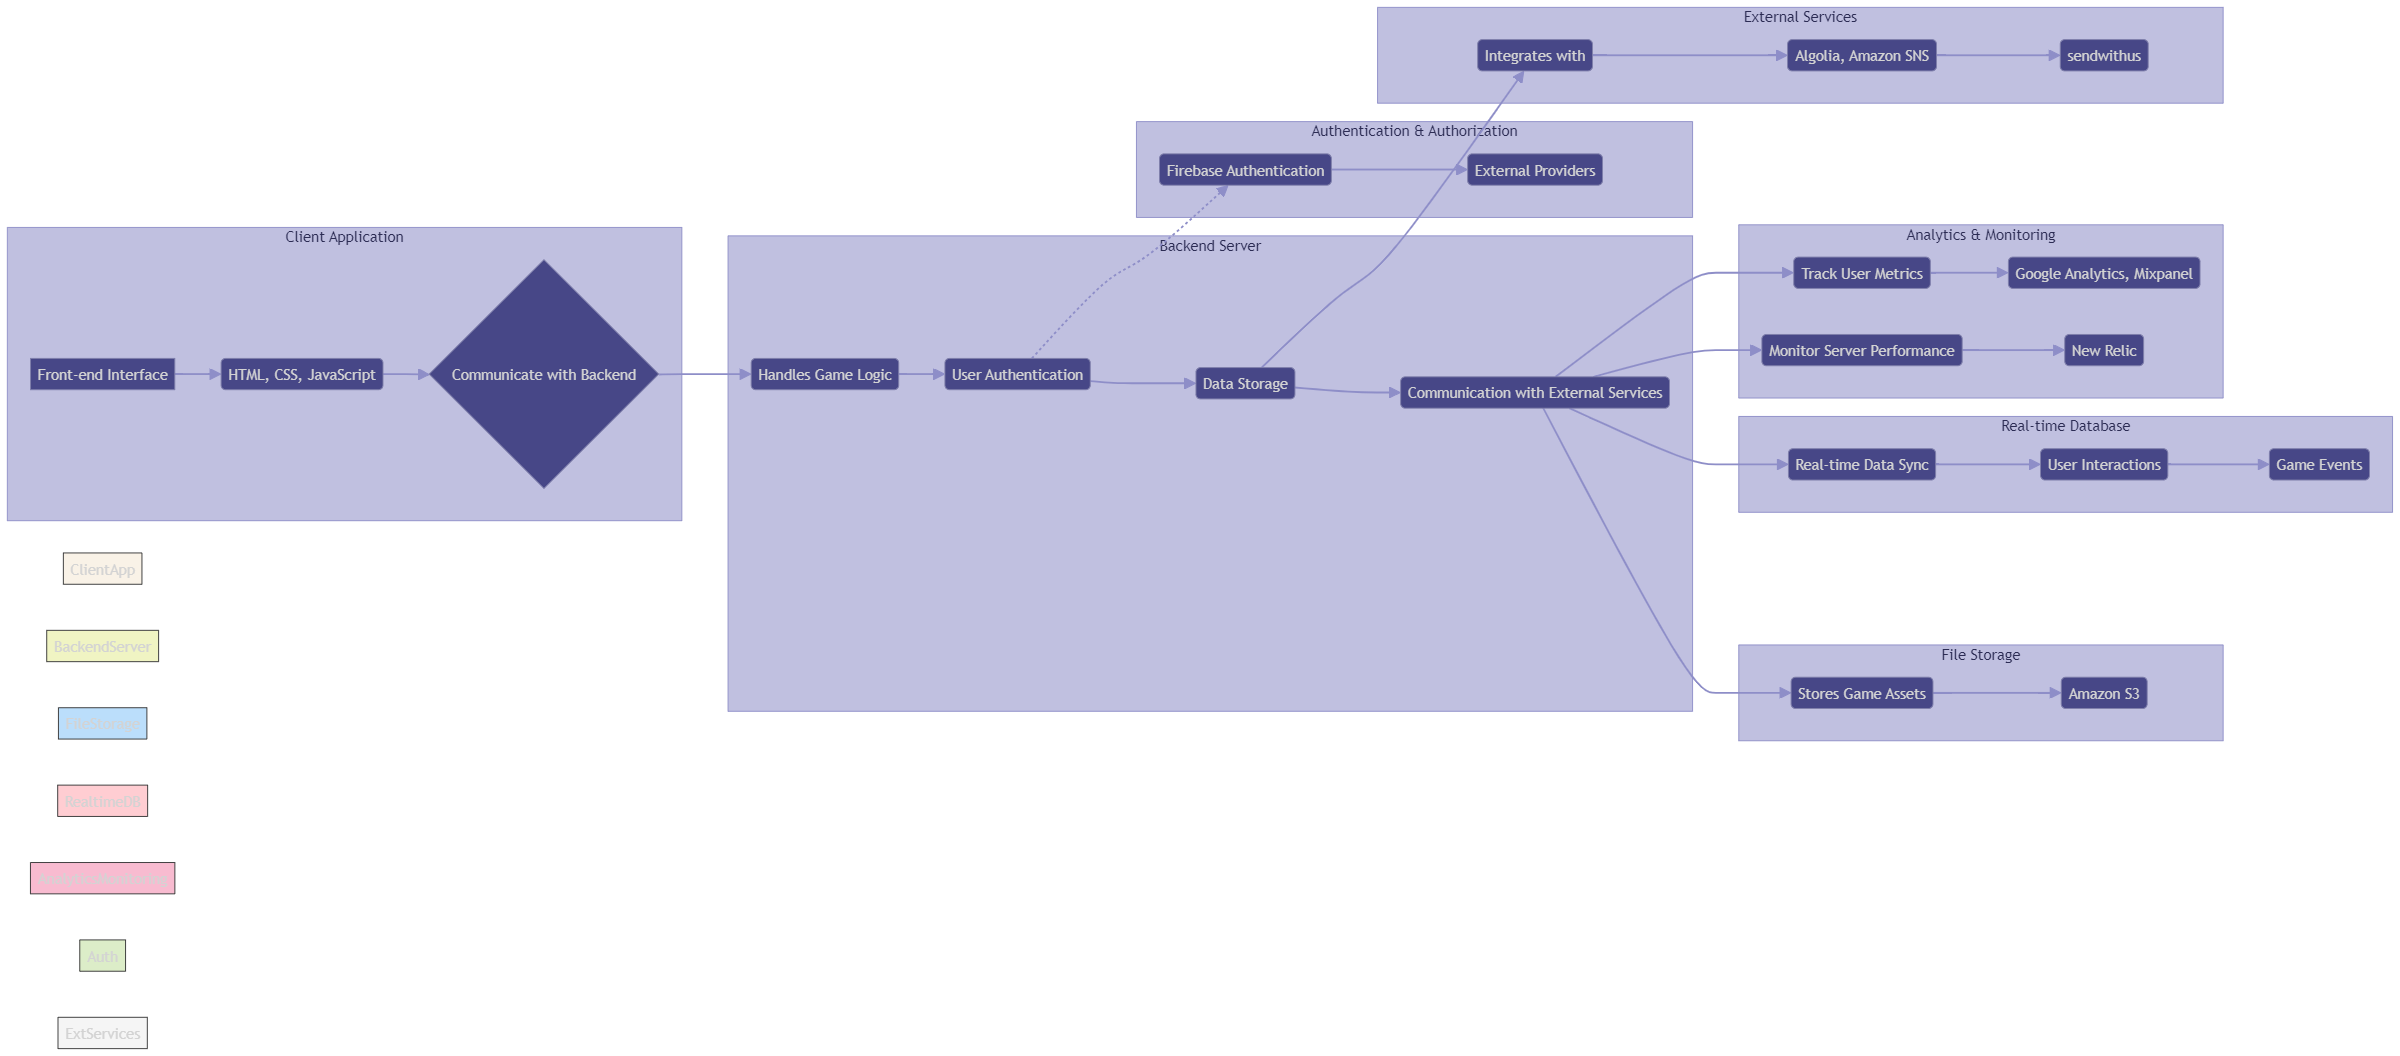 External Services
Integrates with
Algolia, Amazon SNS
sendwithus
Authentication & Authorization
Firebase Authentication
External Providers
Client Application
Front-end Interface
HTML, CSS, JavaScript
Communicate with Backend
Backend Server
Handles Game Logic
User Authentication
Data Storage
Communication with External Services
Analytics & Monitoring
Track User Metrics
Google Analytics, Mixpanel
Monitor Server Performance
New Relic
Real-time Database
Real-time Data Sync
User Interactions
Game Events
File Storage
Stores Game Assets
Amazon S3
ClientApp
BackendServer
FileStorage
RealtimeDB
Auth
ExtServices